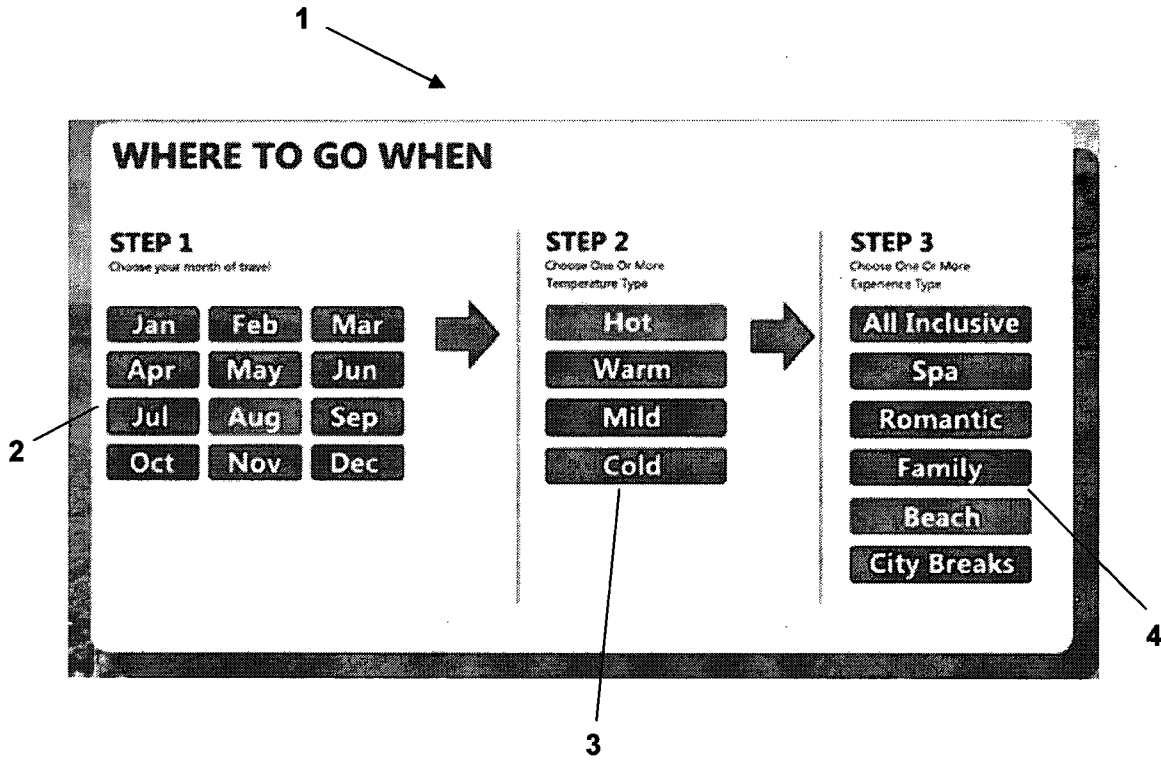 1
WHERE TO GO WHEN
STEP 1
Choose your month of travel
Jan Feb Mar
Apr May Jun
Jul Aug Sep
Oct Nov Dec
STEP 2
Choose One Or More
Temperature Type
Hot
Warm
Mild
Cold
STEP 3
Choose One Or More
Experience Type
All Inclusive
Spa
Romantic
Family
Beach
City Breaks
2
3
4